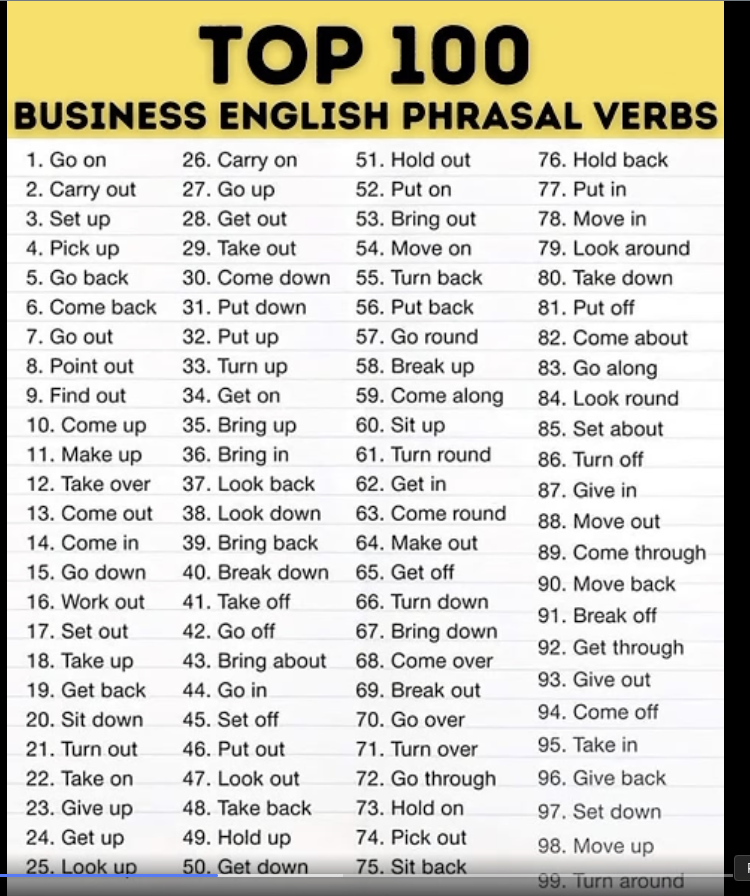 TOP 100
BUSINESS ENGLISH PHRASAL VERBS
1. Go on
2. Carry out
3. Set up
4. Pick up
5. Go back
6. Come back
7. Go out
8. Point out
9. Find out
10. Come up
11. Make up
12. Take over
13. Come out
14. Come in
15. Go down
16. Work out
17. Set out
18. Take up
19. Get back
20. Sit down
21. Turn out
22. Take on
23. Give up
24. Get up
25. Look up
26. Carry on
27. Go up
28. Get out
29. Take out
30. Come down
31. Put down
32. Put up
33. Turn up
34. Get on
35. Bring up
36. Bring in
37. Look back
38. Look down
39. Bring back
40. Break down
41. Take off
42. Go off
43. Bring about
44. Go in
45. Set off
46. Put out
47. Look out
48. Take back
49. Hold up
50. Get down
51. Hold out
52. Put on
53. Bring out
54. Move on
55. Turn back
56. Put back
57. Go round
58. Break up
59. Come along
60. Sit up
61. Turn round
62. Get in
63. Come round
64. Make out
65. Get off
66. Turn down
67. Bring down
68. Come over
69. Break out
70. Go over
71. Turn over
72. Go through
73. Hold on
74. Pick out
75. Sit back
76. Hold back
77. Put in
78. Move in
79. Look around
80. Take down
81. Put off
82. Come about
83. Go along
84. Look round
85. Set about
86. Turn off
87. Give in
88. Move out
89. Come through
90. Move back
91. Break off
92. Get through
93. Give out
94. Come off
95. Take in
96. Give back
97. Set down
98. Move up
99. Turn around